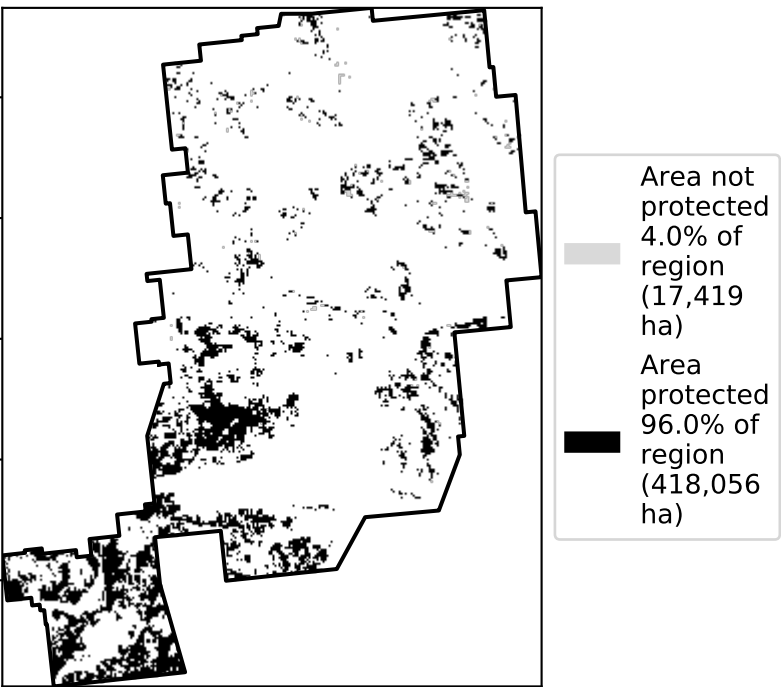 Area not
protected
4.0% of
region
(17,419
ha)
Area
protected
96.0% of
region
(418,056
ha)